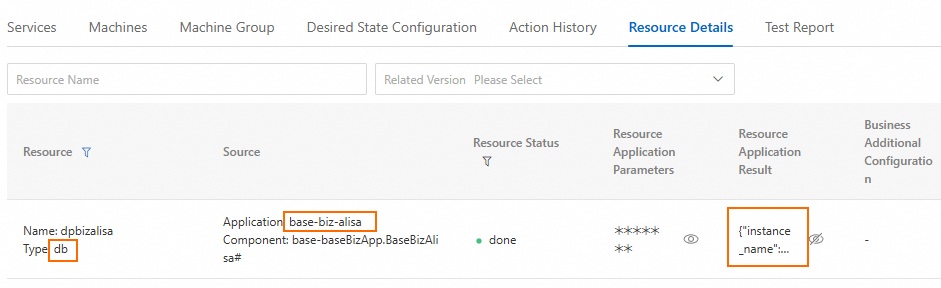 Services Machines Machine Group Desired State Configuration Action History Resource Details Test Report
Resource Name
Related Version Please Select
Resource
Source
Resource Status
Resource
Application
Parameters
Resource
Application
Result
Business
Additional
Configuratio
n
Name: dpbizalisa
Type: db
Application: base-biz-alisa
Component: base-baseBizApp.BaseBizAli
sa#
done
******
**
{"instance
_name":...
-